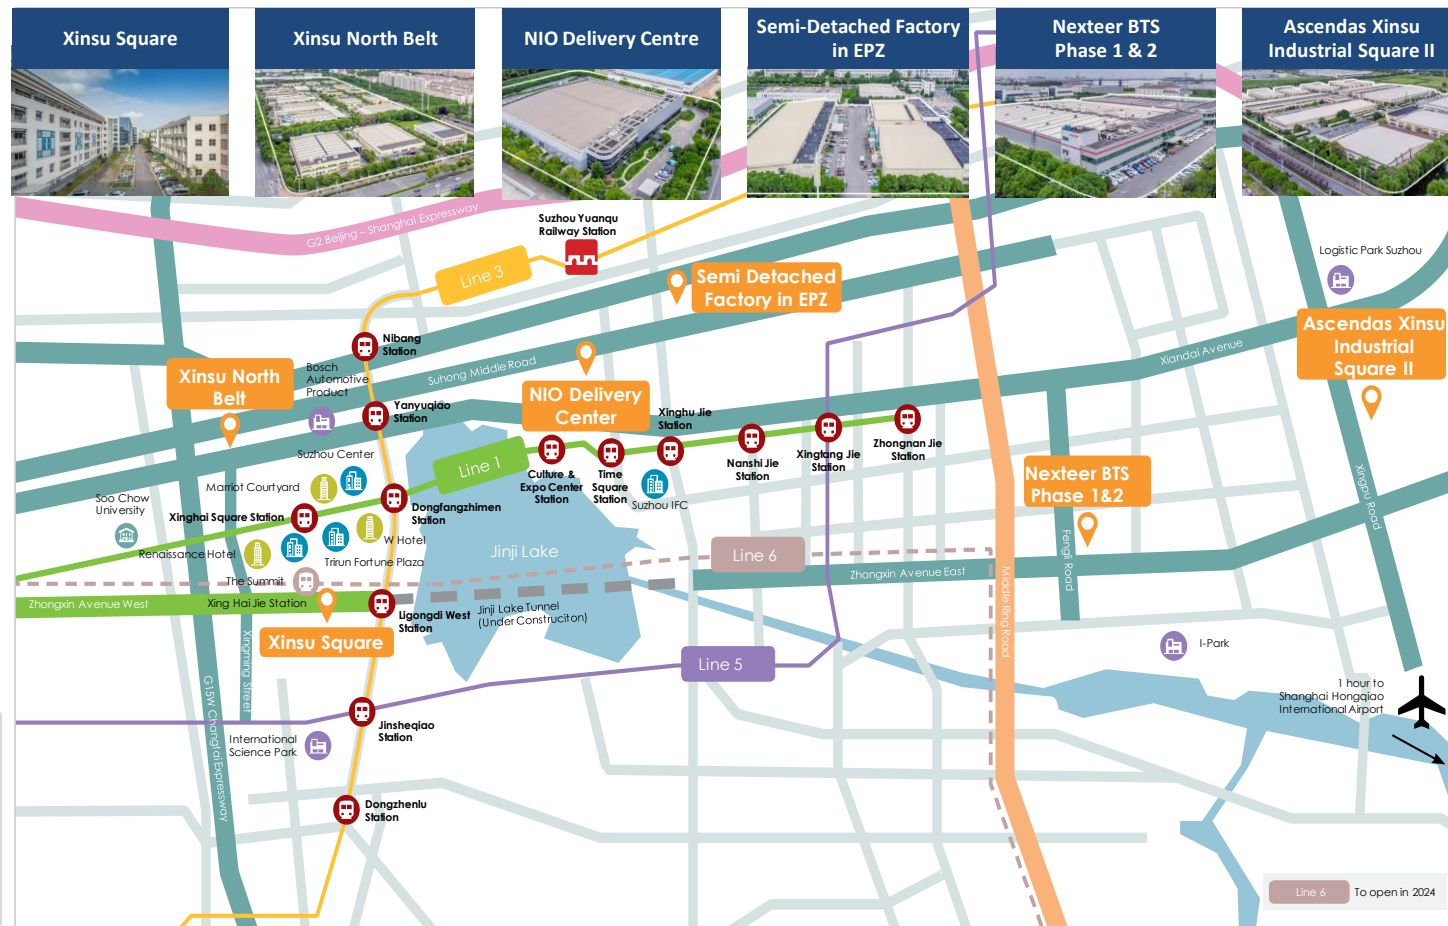 Xinsu Square
Xinsu North Belt
NIO Delivery Centre
Semi-Detached Factory
in EPZ
Nexteer BTS
Phase 1 & 2
Ascendas Xinsu
Industrial Square II
G2 Beijing – Shanghai Expressway
Suzhou Yuanqu
Railway Station
Line 3
Semi Detached
Factory in EPZ
Logistic Park Suzhou
Ascendas Xinsu
Industrial
Square II
Nibang
Station
Suhong Middle Road
Xiandai Avenue
Xinsu North
Belt
Bosch
Automotive
Product
Yanyuqiao
Station
NIO Delivery
Center
Xinghu Jie
Station
Zhongnan Jie
Station
Xingtang Jie
Station
Nanshi Jie
Station
Line 1
Culture &
Expo Center
Station
Time
Square
Station
Suzhou IFC
Suzhou Center
Marriot Courtyard
Soo Chow
University
Xinghai Square Station
Dongfangzhimen
Station
Renaissance Hotel
W Hotel
Trirun Fortune Plaza
Jinji Lake
Line 6
Nexteer BTS
Phase 1&2
Xingpu Road
Fengli Road
Zhongxin Avenue East
Middle Ring Road
The Summit
Zhongxin Avenue West
Xing Hai Jie Station
Ligongdi West
Station
Jinji Lake Tunnel
(Under Construciton)
Xinsu Square
Xingming Street
G15W Changtai Expressway
Line 5
I-Park
1 hour to
Shanghai Hongqiao
International Airport
Jinsheqiao
Station
International
Science Park
Dongzhenlu
Station
Line 6
To open in 2024